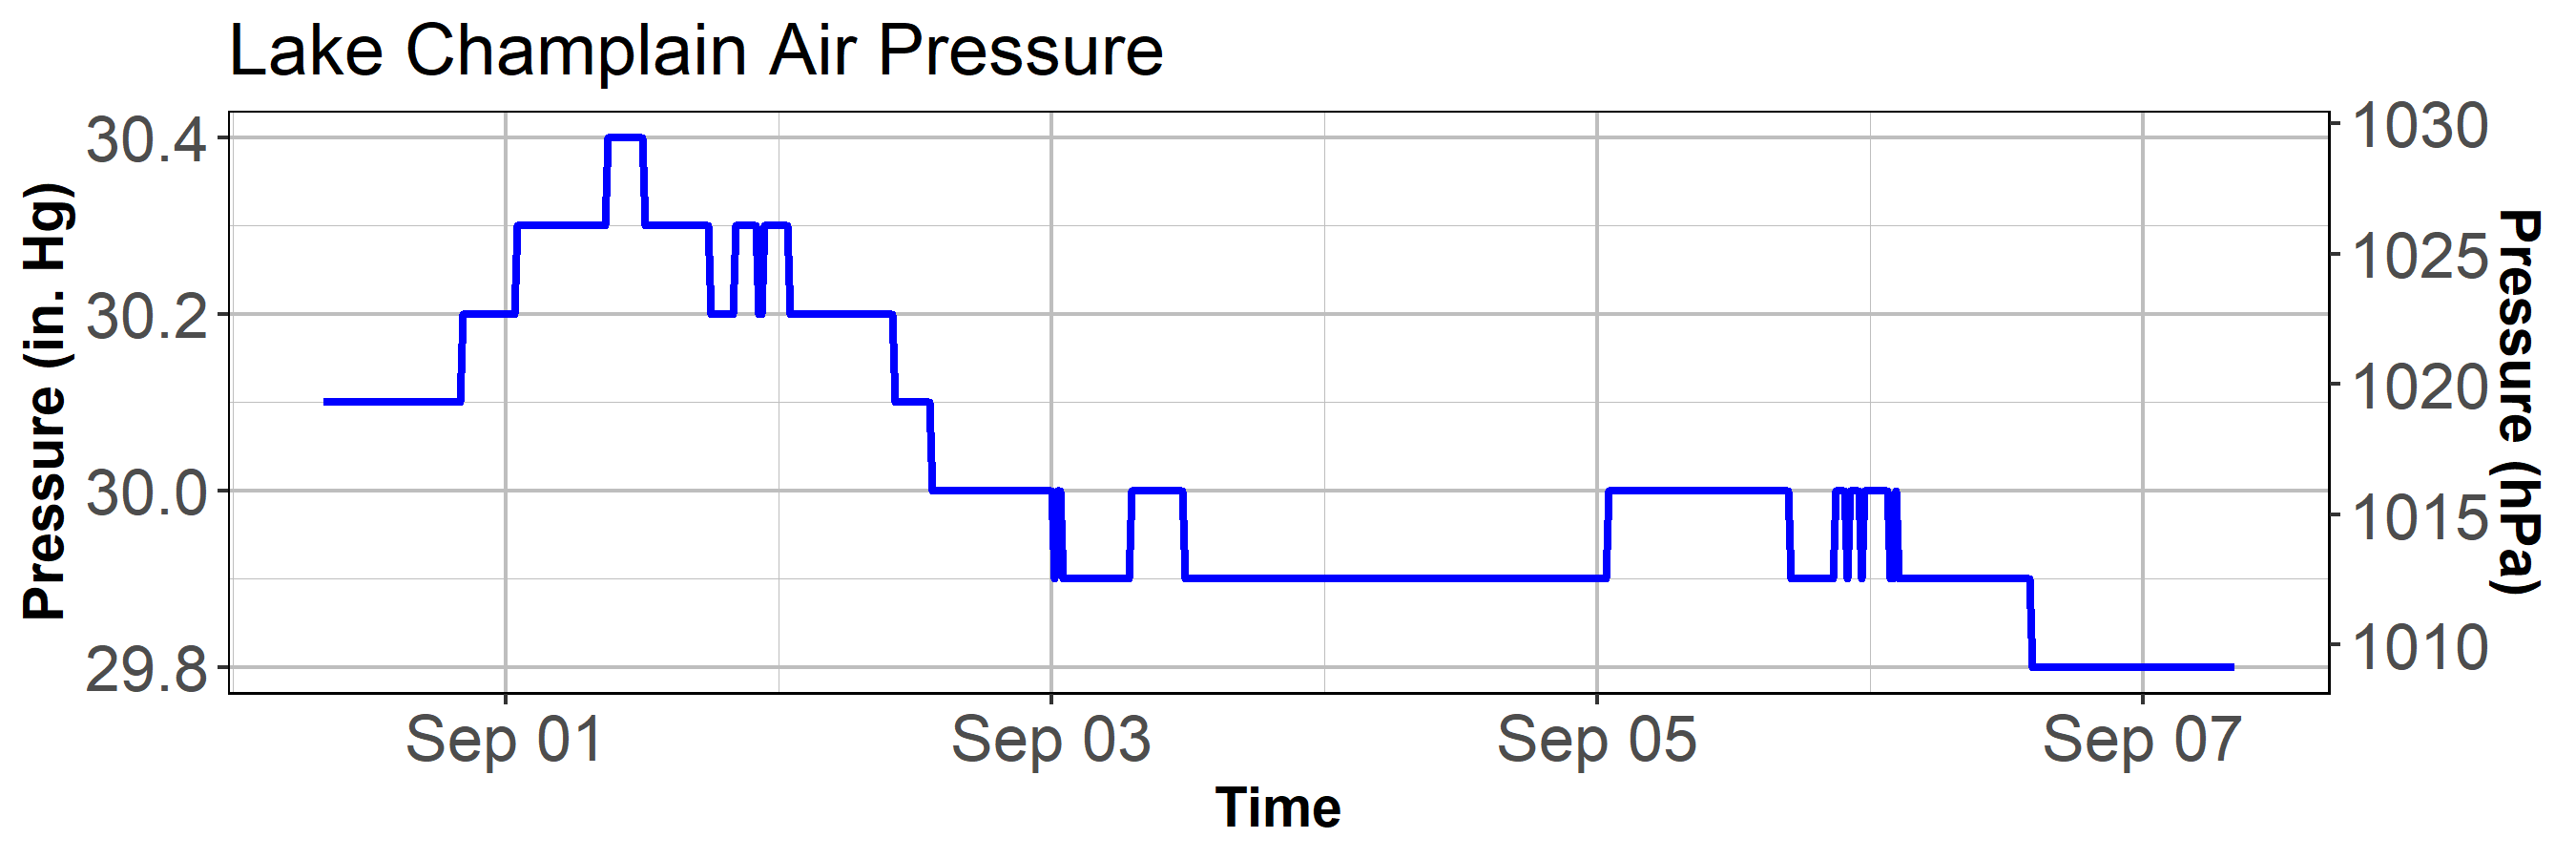 Lake Champlain Air Pressure
Pressure (in. Hg)
30.4
30.2
30.0
29.8
1030
1025
1020
1015
1010
Pressure (hPa)
Sep 01 Sep 03 Sep 05 Sep 07
Time